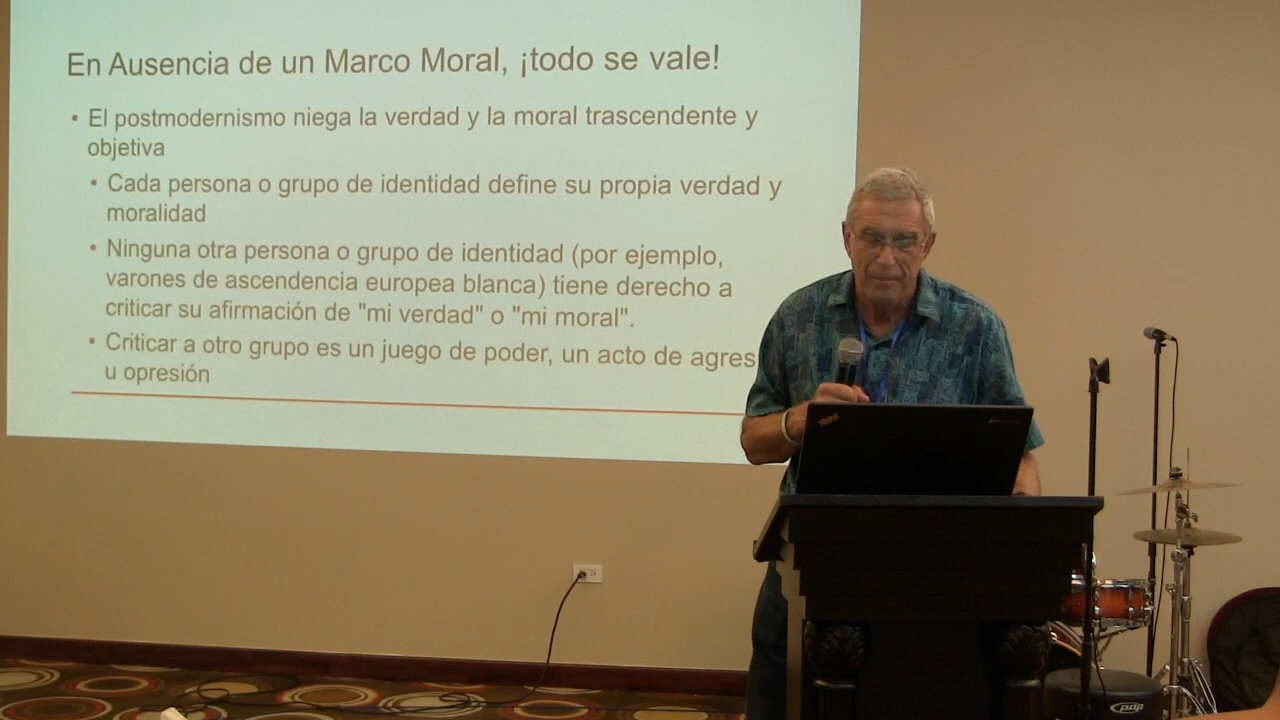 En Ausencia de un Marco Moral, ¡todo se vale!
• El postmodernismo niega la verdad y la moral trascendente y
objetiva
• Cada persona o grupo de identidad define su propia verdad y
moralidad
• Ninguna otra persona o grupo de identidad (por ejemplo,
varones de ascendencia europea blanca) tiene derecho a
criticar su afirmación de "mi verdad" o "mi moral".
• Criticar a otro grupo es un juego de poder, un acto de agres
u opresión
ThinkPad
pdp